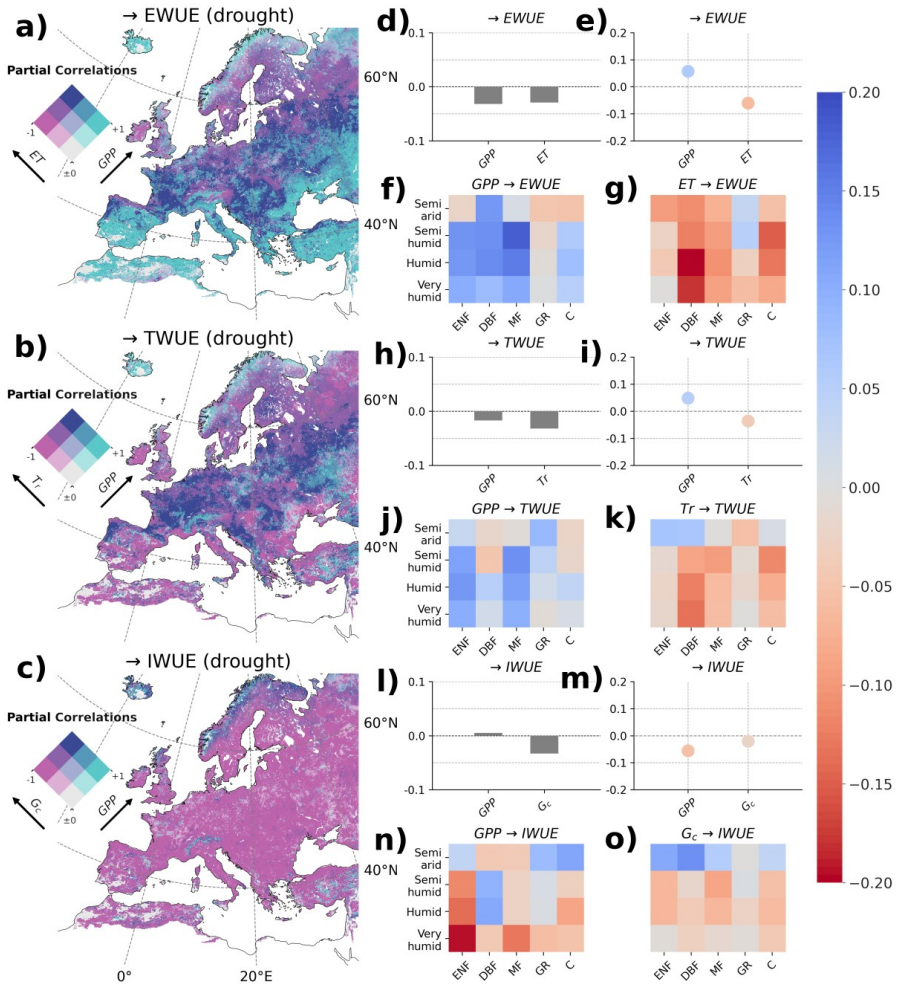 a) → EWUE (drought)
Partial Correlations
-1 +1
±0
ET GPP
60°N
40°N
d) → EWUE
0.1
0.0
-0.1
GPP ET
e) → EWUE
0.2
0.1
0.0
-0.1
-0.2
GPP ET
f) GPP → EWUE
Semi
arid
Semi
humid
Humid
Very
humid
ENF DBF MF GR C
g) ET → EWUE
ENF DBF MF GR C
b) → TWUE (drought)
Partial Correlations
-1 +1
±0
Tr GPP
60°N
40°N
h) → TWUE
0.1
0.0
-0.1
GPP Tr
i) → TWUE
0.2
0.1
0.0
-0.1
-0.2
GPP Tr
j) GPP → TWUE
Semi
arid
Semi
humid
Humid
Very
humid
ENF DBF MF GR C
k) Tr → TWUE
ENF DBF MF GR C
c) → IWUE (drought)
Partial Correlations
-1 +1
±0
Gc GPP
60°N
40°N
0° 20°E
l) → IWUE
0.1
0.0
-0.1
GPP Gc
m) → IWUE
0.2
0.1
0.0
-0.1
-0.2
GPP Gc
n) GPP → IWUE
Semi
arid
Semi
humid
Humid
Very
humid
ENF DBF MF GR C
o) Gc → IWUE
ENF DBF MF GR C
0.20
0.15
0.10
0.05
0.00
−0.05
−0.10
−0.15
−0.20